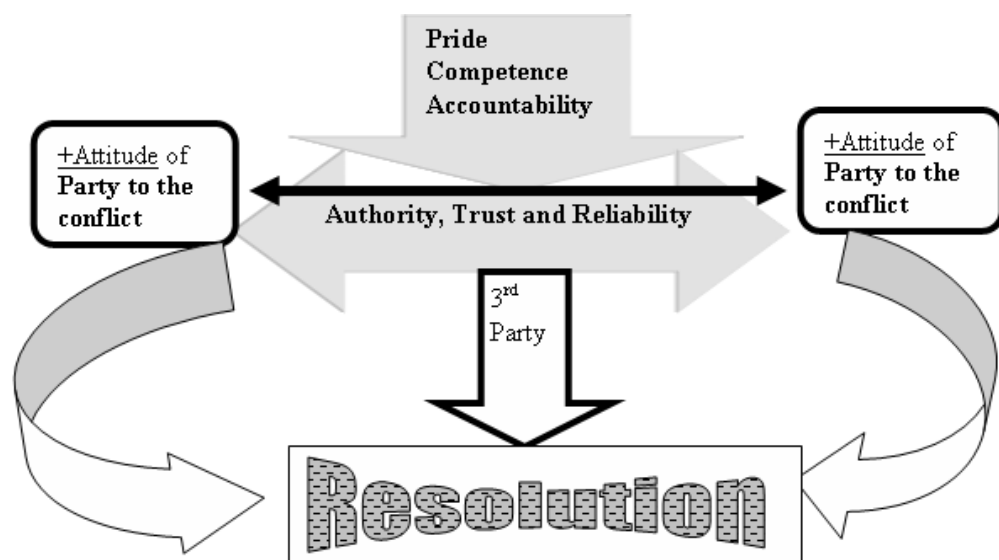 Pride
Competence
Accountability
+Attitude of
Party to the
conflict
+Attitude of
Party to the
conflict
Authority, Trust and Reliability
3rd
Party
Resolution